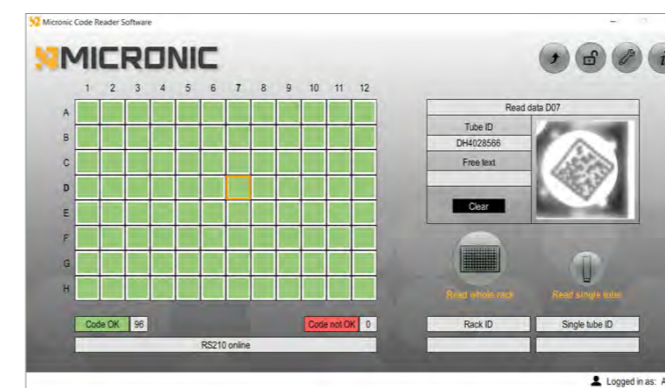 Micronic Code Reader Software
MICRONIC
1 2 3 4 5 6 7 8 9 10 11 12
A
B
C
D
E
F
G
H
Read data D07
Tube ID
DH4028566
Free text
Clear
Read whole rack
Read single tube
Code OK 96
Code not OK 0
Rack ID
Single tube ID
RS210 online
Logged in as: A